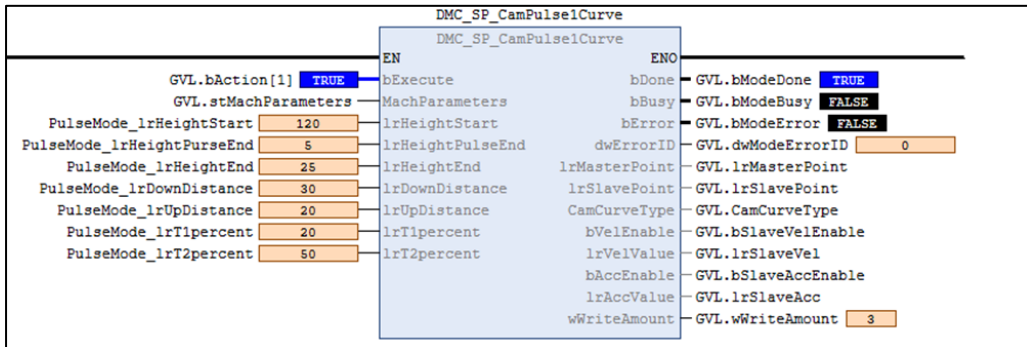 DMC_SP_CamPulse1Curve
DMC_SP_CamPulse1Curve
EN ENO
GVL.bAction[1] TRUE bExecute bDone GVL.bModeDone TRUE
GVL.stMachParameters MachParameters bBusy GVL.bModeBusy FALSE
PulseMode_lrHeightStart 120 lrHeightStart bError GVL.bModeError FALSE
PulseMode_lrHeightPurseEnd 5 lrHeightPulseEnd dwErrorID GVL.dwModeErrorID 0
PulseMode_lrHeightEnd 25 lrHeightEnd lrMasterPoint GVL.lrMasterPoint
PulseMode_lrDownDistance 30 lrDownDistance lrSlavePoint GVL.lrSlavePoint
PulseMode_lrUpDistance 20 lrUpDistance CamCurveType GVL.CamCurveType
PulseMode_lrT1percent 20 lrT1percent bVelEnable GVL.bSlaveVelEnable
PulseMode_lrT2percent 50 lrT2percent lrVelValue GVL.lrSlaveVel
bAccEnable GVL.bSlaveAccEnable
lrAccValue GVL.lrSlaveAcc
wWriteAmount GVL.wWriteAmount 3